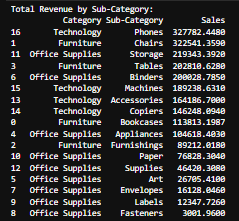 Total Revenue by Sub-Category:
Category Sub-Category Sales
16 Technology Phones 327782.4480
1 Furniture Chairs 322541.3590
11 Office Supplies Storage 219343.3920
3 Furniture Tables 202810.6280
6 Office Supplies Binders 200028.7850
15 Technology Machines 189238.6310
13 Technology Accessories 164186.7000
14 Technology Copiers 146248.0940
0 Furniture Bookcases 113813.1987
4 Office Supplies Appliances 104618.4030
2 Furniture Furnishings 89212.0180
10 Office Supplies Paper 76828.3040
12 Office Supplies Supplies 46420.3080
5 Office Supplies Art 26705.4100
7 Office Supplies Envelopes 16128.0460
9 Office Supplies Labels 12347.7260
8 Office Supplies Fasteners 3001.9600